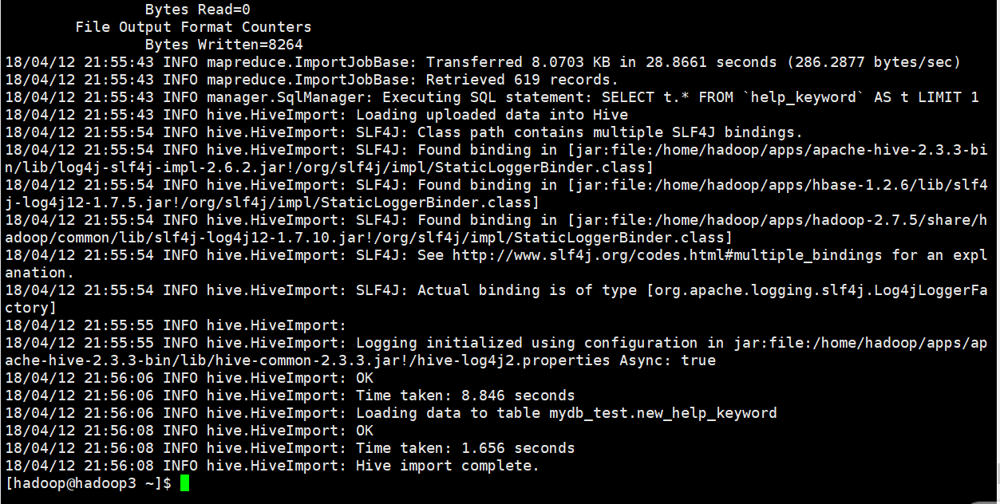 Bytes Read=0
File Output Format Counters
Bytes Written=8264
18/04/12 21:55:43 INFO mapreduce.ImportJobBase: Transferred 8.0703 KB in 28.8661 seconds (286.2877 bytes/sec)
18/04/12 21:55:43 INFO mapreduce.ImportJobBase: Retrieved 619 records.
18/04/12 21:55:43 INFO manager.SqlManager: Executing SQL statement: SELECT t.* FROM `help_keyword` AS t LIMIT 1
18/04/12 21:55:43 INFO hive.HiveImport: Loading uploaded data into Hive
18/04/12 21:55:54 INFO hive.HiveImport: SLF4J: Class path contains multiple SLF4J bindings.
18/04/12 21:55:54 INFO hive.HiveImport: SLF4J: Found binding in [jar:file:/home/hadoop/apps/apache-hive-2.3.3-bi
n/lib/log4j-slf4j-impl-2.6.2.jar!/org/slf4j/impl/StaticLoggerBinder.class]
18/04/12 21:55:54 INFO hive.HiveImport: SLF4J: Found binding in [jar:file:/home/hadoop/apps/hbase-1.2.6/lib/slf4
j-log4j12-1.7.5.jar!/org/slf4j/impl/StaticLoggerBinder.class]
18/04/12 21:55:54 INFO hive.HiveImport: SLF4J: Found binding in [jar:file:/home/hadoop/apps/hadoop-2.7.5/share/h
adoop/common/lib/slf4j-log4j12-1.7.10.jar!/org/slf4j/impl/StaticLoggerBinder.class]
18/04/12 21:55:54 INFO hive.HiveImport: SLF4J: See http://www.slf4j.org/codes.html#multiple_bindings for an expl
anation.
18/04/12 21:55:54 INFO hive.HiveImport: SLF4J: Actual binding is of type [org.apache.logging.slf4j.Log4jLoggerFa
ctory]
18/04/12 21:55:55 INFO hive.HiveImport:
18/04/12 21:55:55 INFO hive.HiveImport: Logging initialized using configuration in jar:file:/home/hadoop/apps/ap
ache-hive-2.3.3-bin/lib/hive-common-2.3.3.jar!/hive-log4j2.properties Async: true
18/04/12 21:56:06 INFO hive.HiveImport: OK
18/04/12 21:56:06 INFO hive.HiveImport: Time taken: 8.846 seconds
18/04/12 21:56:06 INFO hive.HiveImport: Loading data to table mydb_test.new_help_keyword
18/04/12 21:56:08 INFO hive.HiveImport: OK
18/04/12 21:56:08 INFO hive.HiveImport: Time taken: 1.656 seconds
18/04/12 21:56:08 INFO hive.HiveImport: Hive import complete.
[hadoop@hadoop3 ~]$